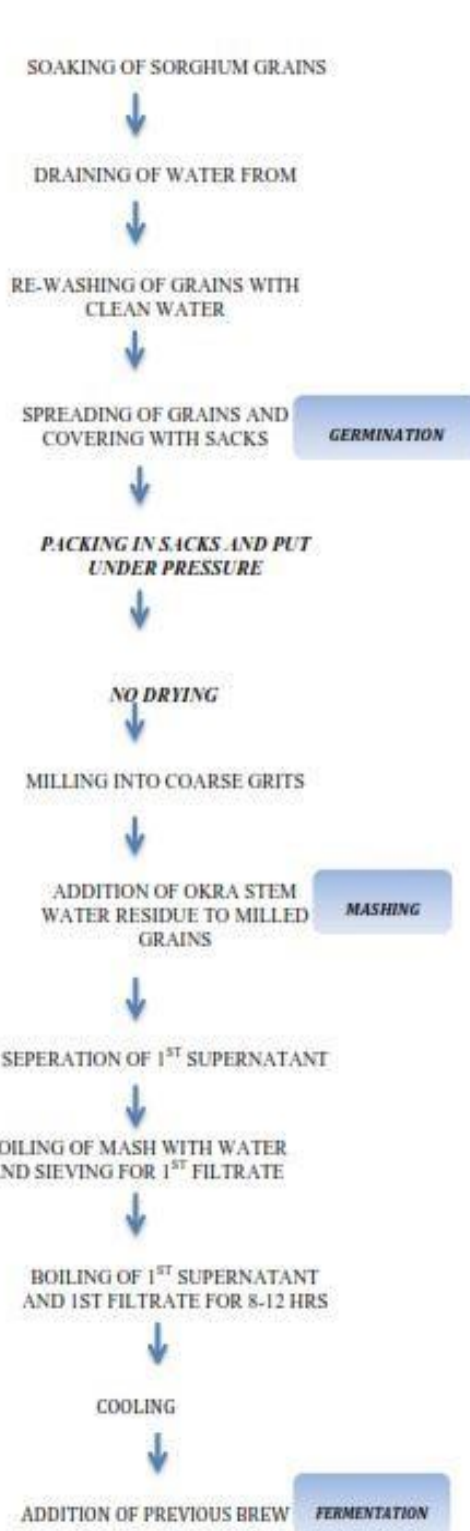 SOAKING OF SORGHUM GRAINS
DRAINING OF WATER FROM
RE-WASHING OF GRAINS WITH
CLEAN WATER
SPREADING OF GRAINS AND
COVERING WITH SACKS
GERMINATION
PACKING IN SACKS AND PUT
UNDER PRESSURE
NO DRYING
MILLING INTO COARSE GRITS
ADDITION OF OKRA STEM
WATER RESIDUE TO MILLED
GRAINS
MASHING
SEPERATION OF 1ST SUPERNATANT
OILING OF MASH WITH WATER
ND SIEVING FOR 1ST FILTRATE
BOILING OF 1ST SUPERNATANT
AND 1ST FILTRATE FOR 8-12 HRS
COOLING
ADDITION OF PREVIOUS BREW
FERMENTATION